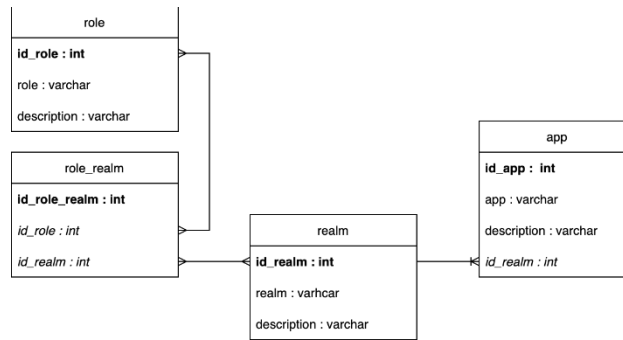 role
id_role : int
role : varchar
description : varchar
role_realm
id_role_realm : int
id_role : int
id_realm : int
realm
id_realm : int
realm : varhcar
description : varchar
app
id_app :  int
app : varchar
description : varchar
id_realm : int